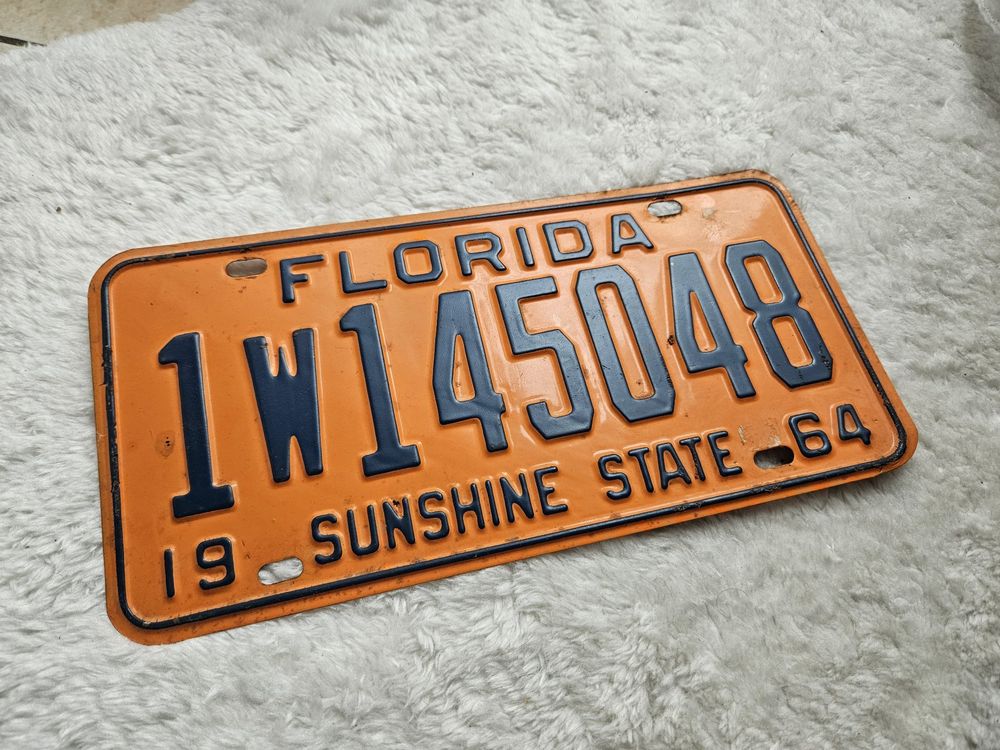 FLORIDA
1W145048
19 SUNSHINE STATE 64